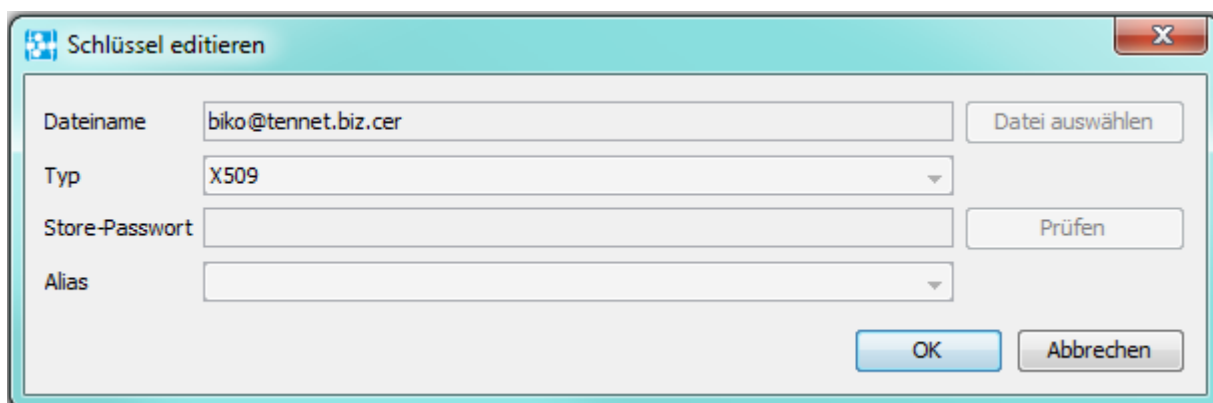 Schlüssel editieren
Dateiname biko@tennet.biz.cer Datei auswählen
Typ X509
Store-Passwort Prüfen
Alias
OK Abbrechen